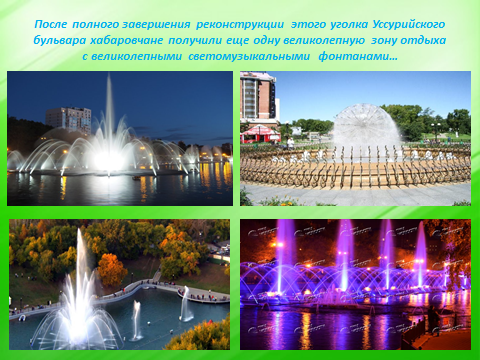 После полного завершения реконструкции этого уголка Уссурийского
бульвара хабаровчане получили еще одну великолепную зону отдыха
с великолепными светомузыкальными фонтанами…